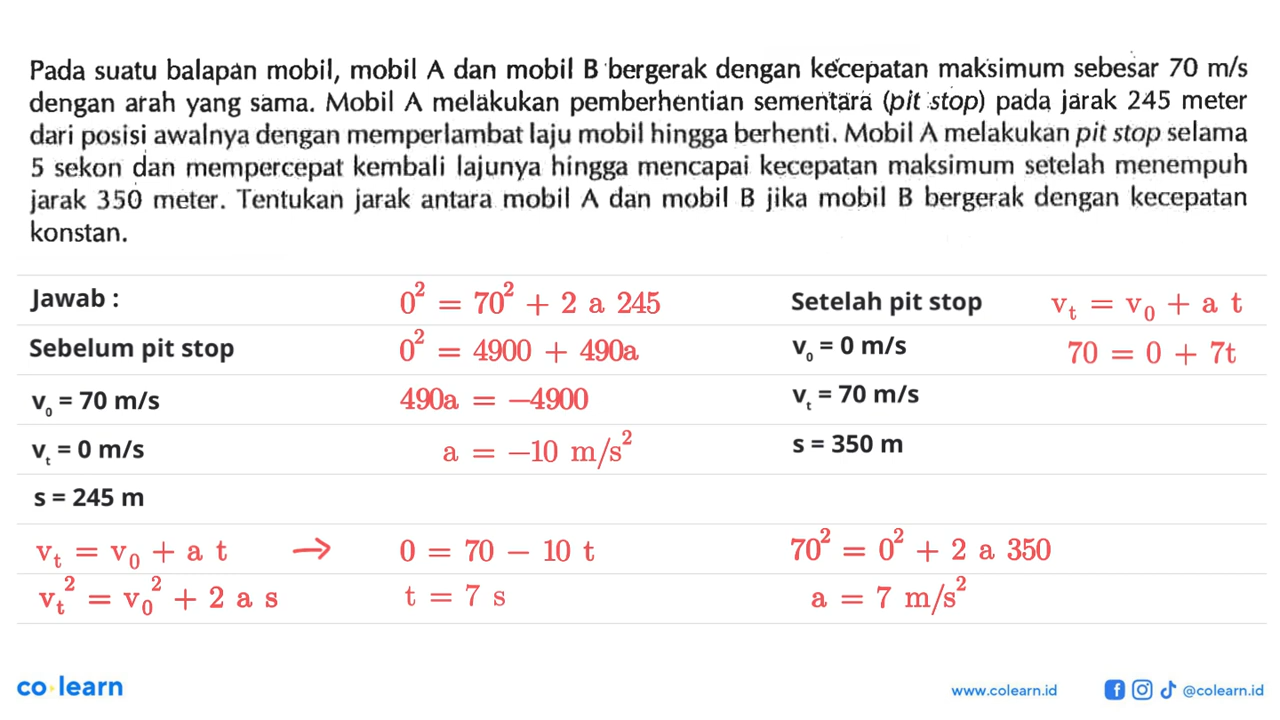 Pada suatu balapan mobil, mobil A dan mobil B bergerak dengan kecepatan maksimum sebesar 70 m/s
dengan arah yang sama. Mobil A melakukan pemberhentian sementara (pit stop) pada jarak 245 meter
dari posisi awalnya dengan memperlambat laju mobil hingga berhenti. Mobil A melakukan pit stop selama
5 sekon dan mempercepat kembali lajunya hingga mencapai kecepatan maksimum setelah menempuh
jarak 350 meter. Tentukan jarak antara mobil A dan mobil B jika mobil B bergerak dengan kecepatan
konstan.
Jawab :
Sebelum pit stop
v₀ = 70 m/s
vₜ = 0 m/s
s = 245 m
vₜ = v₀ + a t →
vₜ² = v₀² + 2 a s
0² = 70² + 2 a 245
0² = 4900 + 490a
490a = −4900
a = −10 m/s²
0 = 70 − 10 t
t = 7 s
Setelah pit stop
v₀ = 0 m/s
vₜ = 70 m/s
s = 350 m
70² = 0² + 2 a 350
a = 7 m/s²
vₜ = v₀ + a t
70 = 0 + 7t
co learn
www.colearn.id
@colearn.id